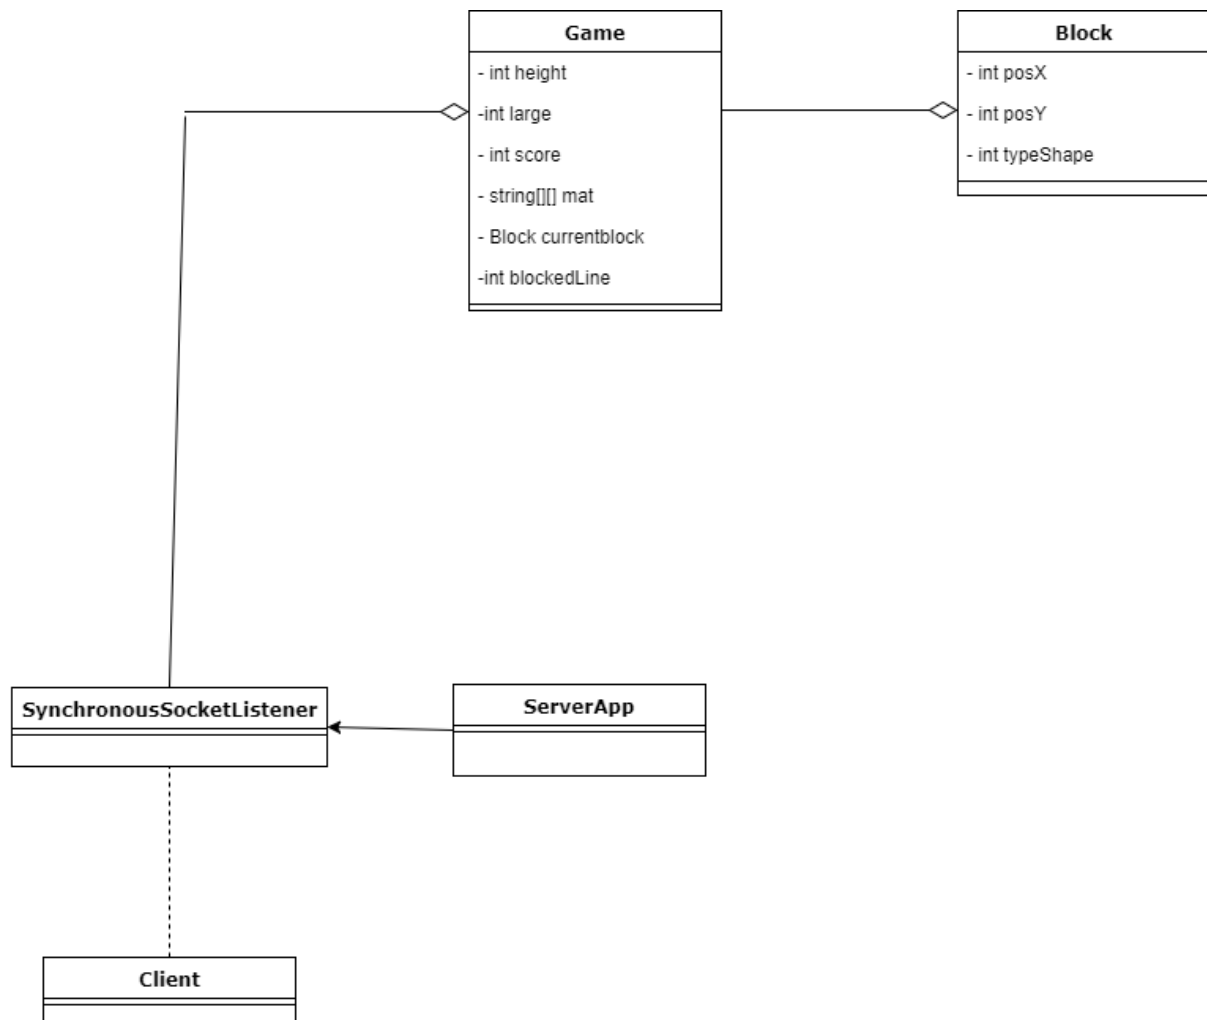 Game
- int height
-int large
- int score
- string[][] mat
- Block currentblock
-int blockedLine
Block
- int posX
- int posY
- int typeShape
SynchronousSocketListener
ServerApp
Client